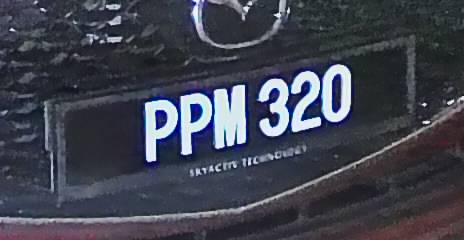 PPM 320
SKYACTIV TECHNOLOGY